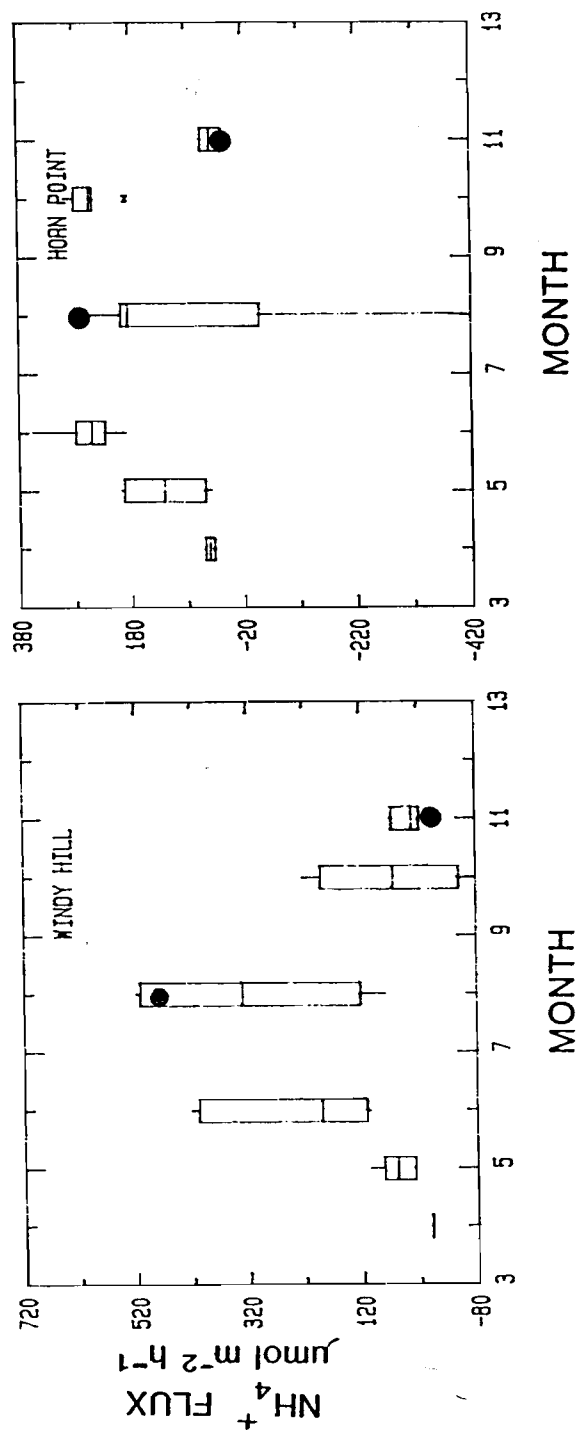 NH4+ FLUX
µmol m−2 h−1
WINDY HILL
720
520
320
120
-80
3 5 7 9 11 13
MONTH
HORN POINT
380
180
-20
-220
-420
3 5 7 9 11 13
MONTH